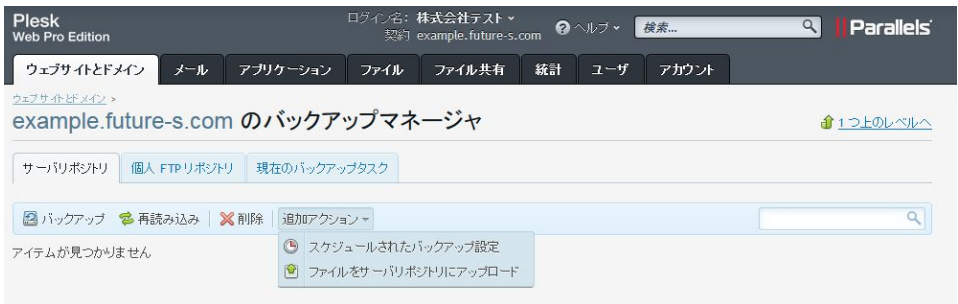 Plesk
Web Pro Edition
ログイン名: 株式会社テスト
契約 example.future-s.com
ヘルプ
検索...
Parallels
ウェブサイトとドメイン メール アプリケーション ファイル ファイル共有 統計 ユーザ アカウント
ウェブサイトとドメイン >
example.future-s.com のバックアップマネージャ
1つ上のレベルへ
サーバリポジトリ 個人 FTPリポジトリ 現在のバックアップタスク
バックアップ 再読み込み 削除 追加アクション
スケジュールされたバックアップ設定
アイテムが見つかりません
ファイルをサーバリポジトリにアップロード